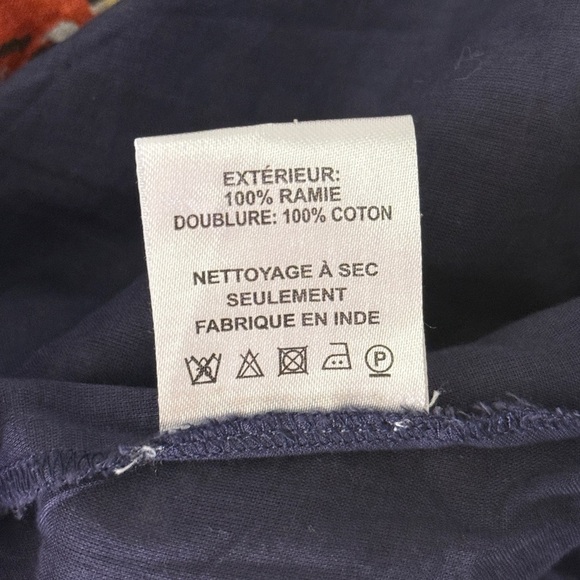 EXTÉRIEUR:
100% RAMIE
DOUBLURE: 100% COTON
NETTOYAGE À SEC
SEULEMENT
FABRIQUE EN INDE
P